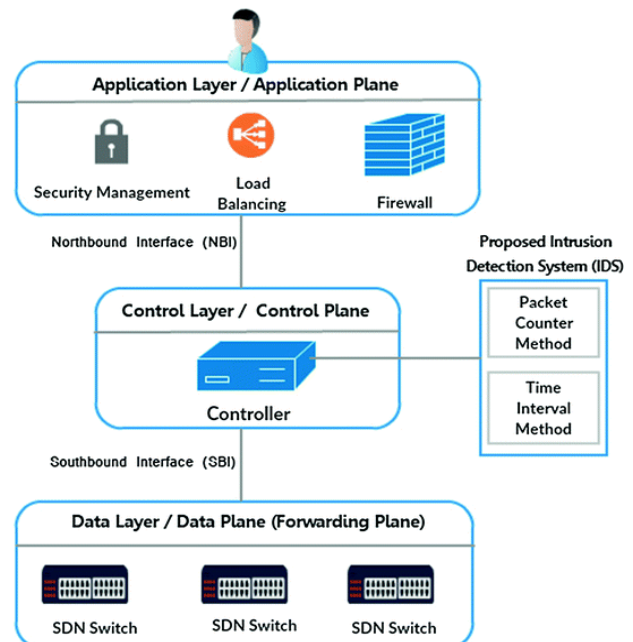 Application Layer / Application Plane
Security Management
Load
Balancing
Firewall
Northbound Interface (NBI)
Proposed Intrusion
Detection System (IDS)
Packet
Counter
Method
Time
Interval
Method
Control Layer / Control Plane
Controller
Southbound Interface (SBI)
Data Layer / Data Plane (Forwarding Plane)
SDN Switch
SDN Switch
SDN Switch